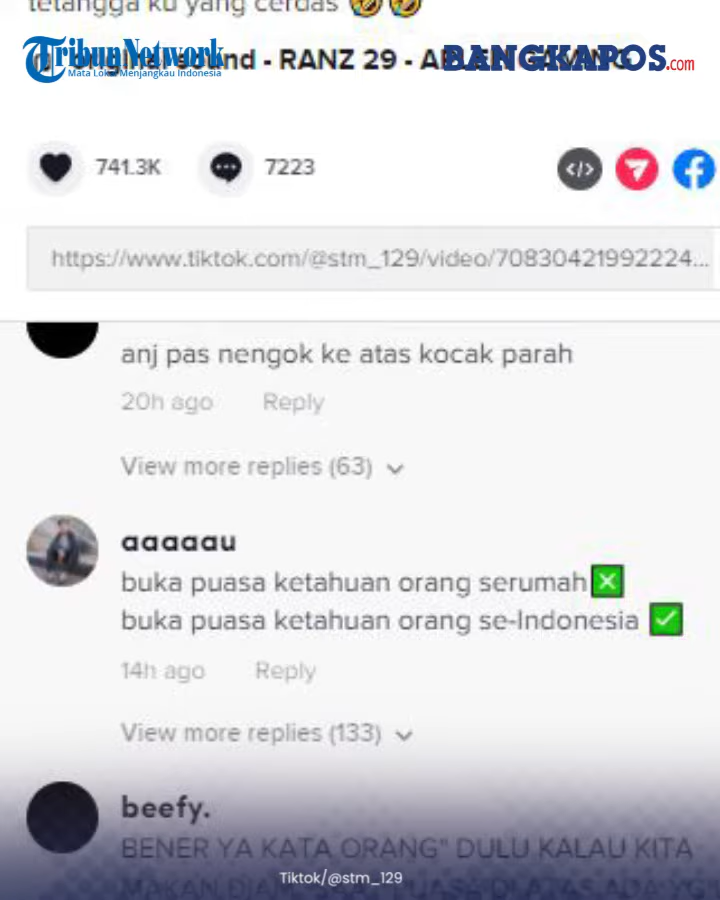 tetangga ku yang cerdas 🤣🤣
TribunNetwork
Mata Lokal Menjangkau Indonesia
original sound - RANZ 29 - A
BANGKAPOS.com
741.3K
7223
</>
https://www.tiktok.com/@stm_129/video/70830421992224...
anj pas nengok ke atas kocak parah
20h ago Reply
View more replies (63)
aaaaau
buka puasa ketahuan orang serumah❎
buka puasa ketahuan orang se-Indonesia ✅
14h ago Reply
View more replies (133)
beefy.
BENER YA KATA ORANG" DULU KALAU KITA
Tiktok/@stm_129